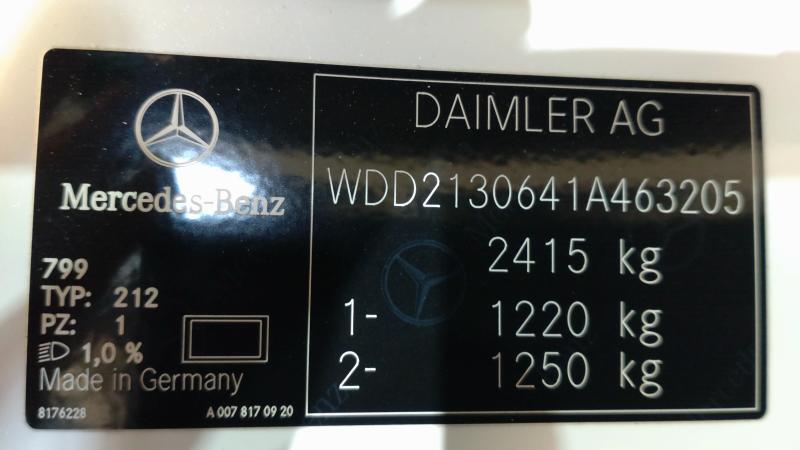 Mercedes-Benz
799
TYP: 212
PZ: 1
1,0 %
Made in Germany
8176228
A 007 817 09 20
DAIMLER AG
WDD2130641A463205
2415 kg
1- 1220 kg
2- 1250 kg